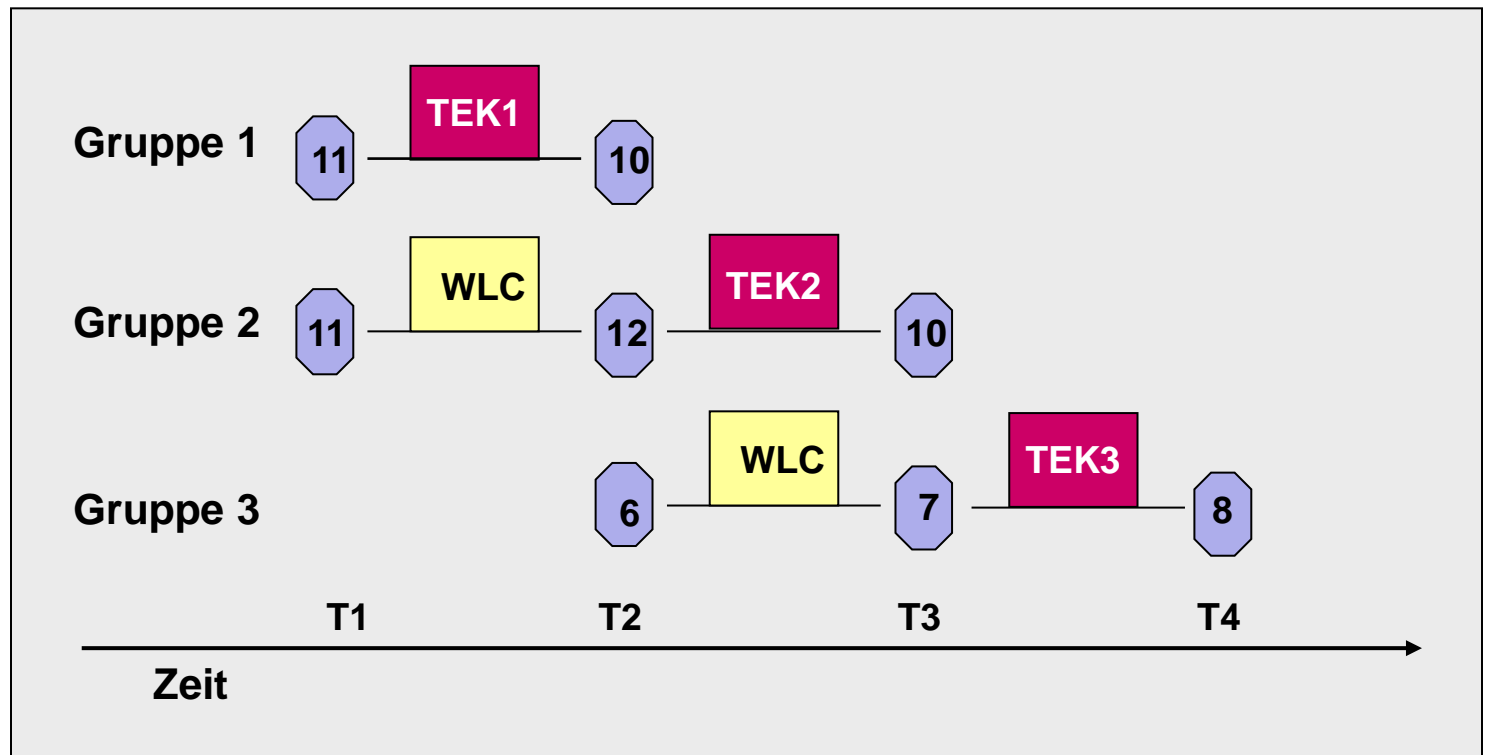 TEK1
Gruppe 1 11 10
WLC TEK2
Gruppe 2 11 12 10
WLC TEK3
Gruppe 3 6 7 8
T1 T2 T3 T4
Zeit